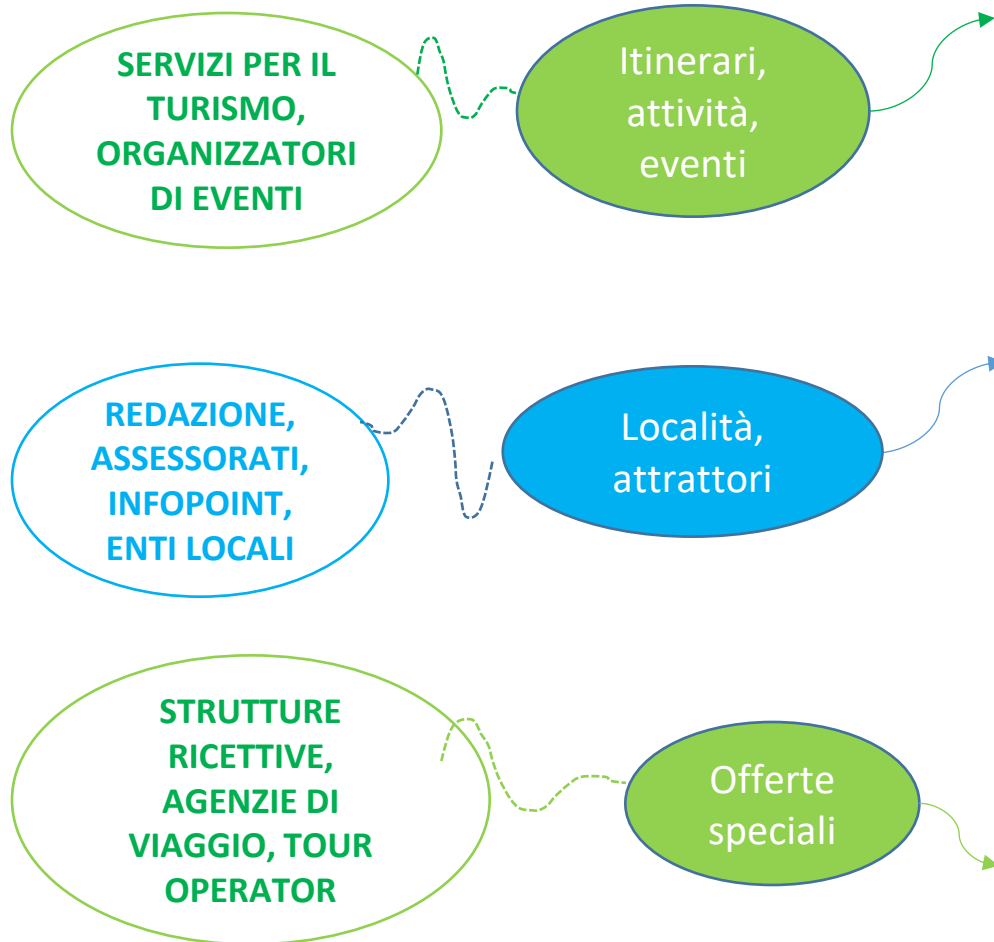 SERVIZI PER IL
TURISMO,
ORGANIZZATORI
DI EVENTI
Itinerari,
attività,
eventi
REDAZIONE,
ASSESSORATI,
INFOPOINT,
ENTI LOCALI
Località,
attrattori
STRUTTURE
RICETTIVE,
AGENZIE DI
VIAGGIO, TOUR
OPERATOR
Offerte
speciali